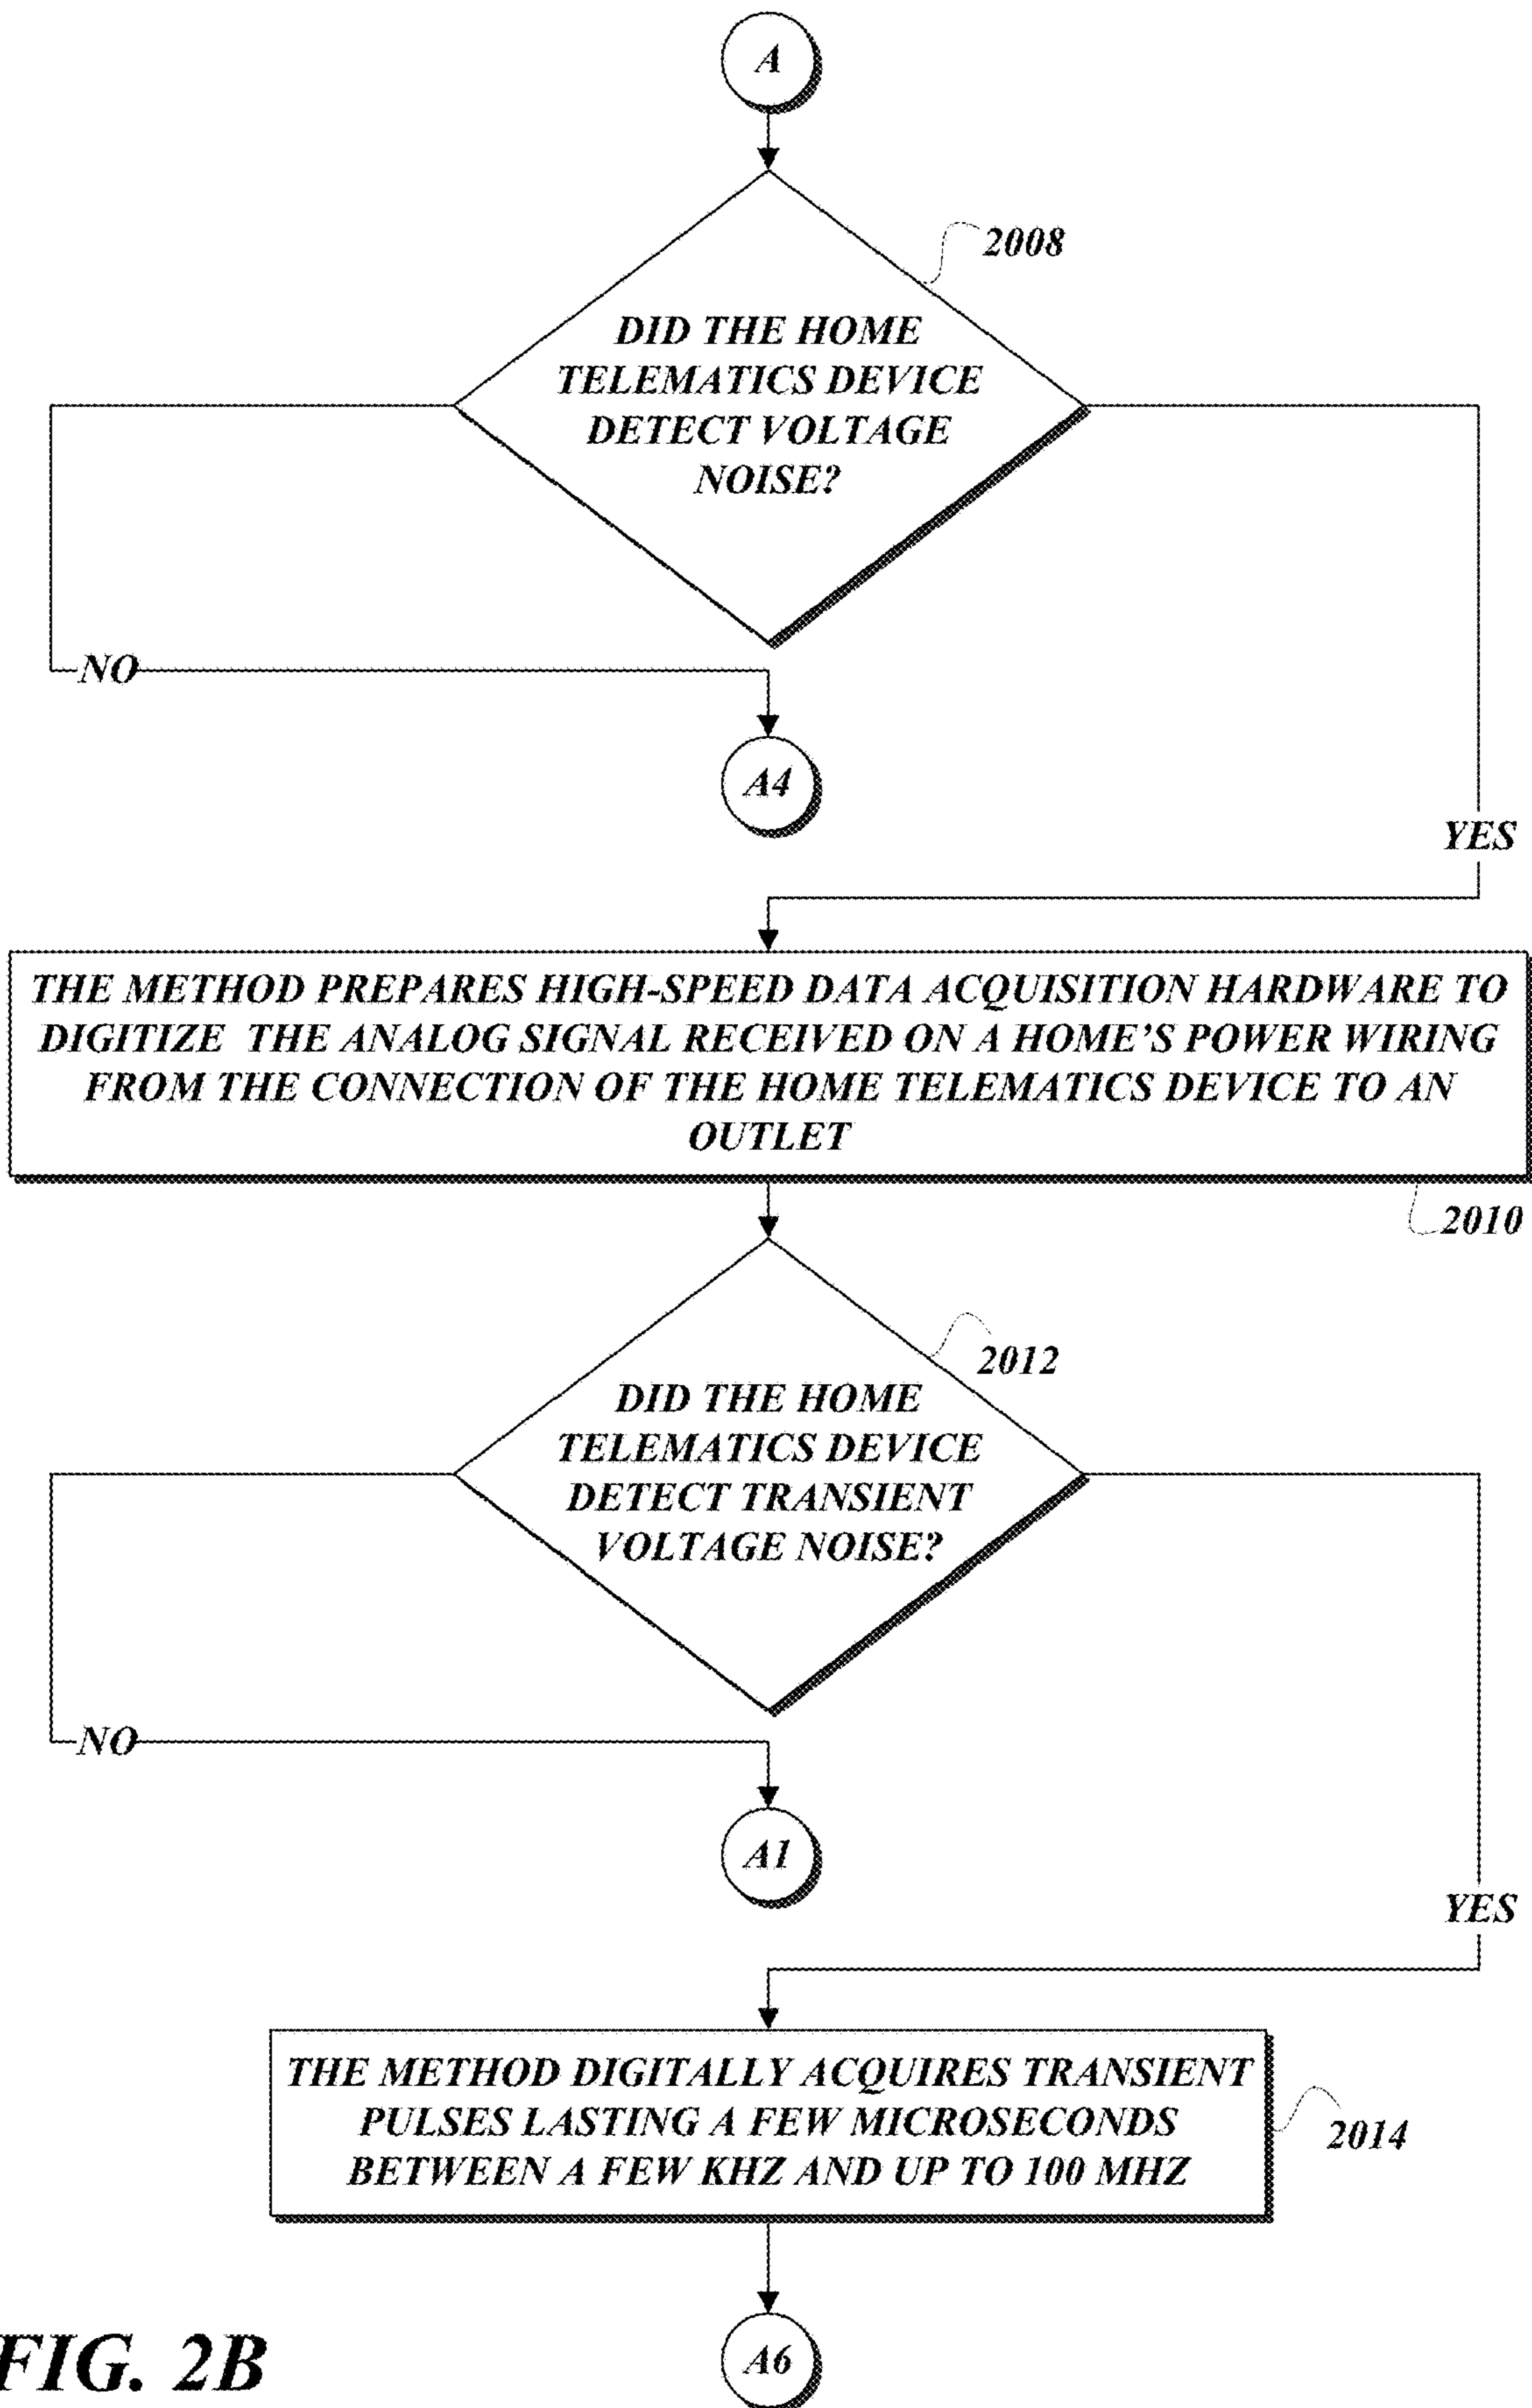 A
2008
DID THE HOME
TELEMATICS DEVICE
DETECT VOLTAGE
NOISE?
NO
A4
YES
THE METHOD PREPARES HIGH-SPEED DATA ACQUISITION HARDWARE TO
DIGITIZE THE ANALOG SIGNAL RECEIVED ON A HOME'S POWER WIRING
FROM THE CONNECTION OF THE HOME TELEMATICS DEVICE TO AN
OUTLET
2010
2012
DID THE HOME
TELEMATICS DEVICE
DETECT TRANSIENT
VOLTAGE NOISE?
NO
A1
YES
THE METHOD DIGITALLY ACQUIRES TRANSIENT
PULSES LASTING A FEW MICROSECONDS
BETWEEN A FEW KHZ AND UP TO 100 MHZ
2014
A6
FIG. 2B